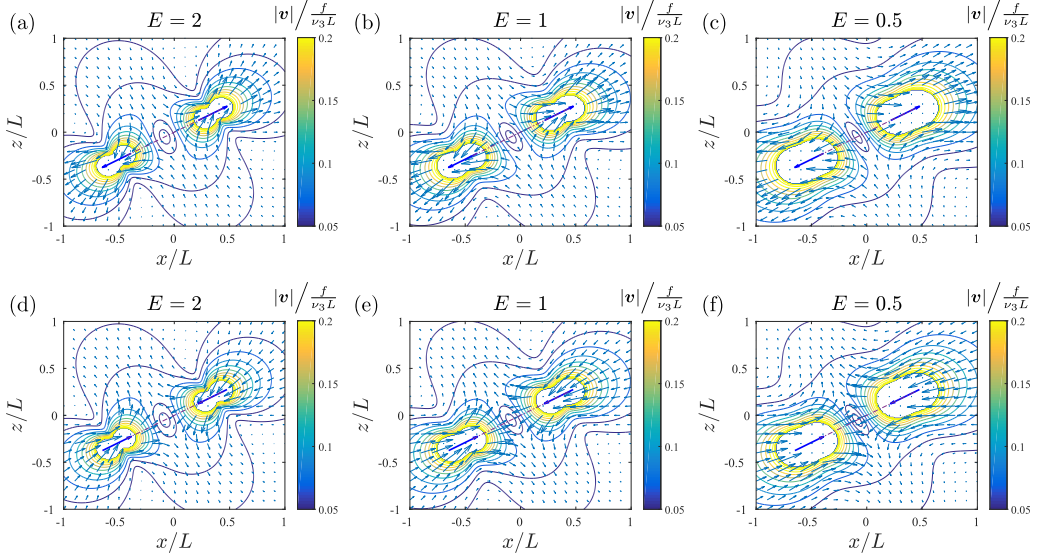 (a) E = 2 |v| / f/ν₃L (b) E = 1 |v| / f/ν₃L (c) E = 0.5 |v| / f/ν₃L
1 0.2 1 0.2 1 0.2
0.5 0.5 0.5
0.15 0.15 0.15
z/L 0 z/L 0 z/L 0
0.1 0.1 0.1
-0.5 -0.5 -0.5
-1 0.05 -1 0.05 -1 0.05
-1 -0.5 0 0.5 1 -1 -0.5 0 0.5 1 -1 -0.5 0 0.5 1
x/L x/L x/L
(d) E = 2 |v| / f/ν₃L (e) E = 1 |v| / f/ν₃L (f) E = 0.5 |v| / f/ν₃L
1 0.2 1 0.2 1 0.2
0.5 0.5 0.5
0.15 0.15 0.15
z/L 0 z/L 0 z/L 0
0.1 0.1 0.1
-0.5 -0.5 -0.5
-1 0.05 -1 0.05 -1 0.05
-1 -0.5 0 0.5 1 -1 -0.5 0 0.5 1 -1 -0.5 0 0.5 1
x/L x/L x/L